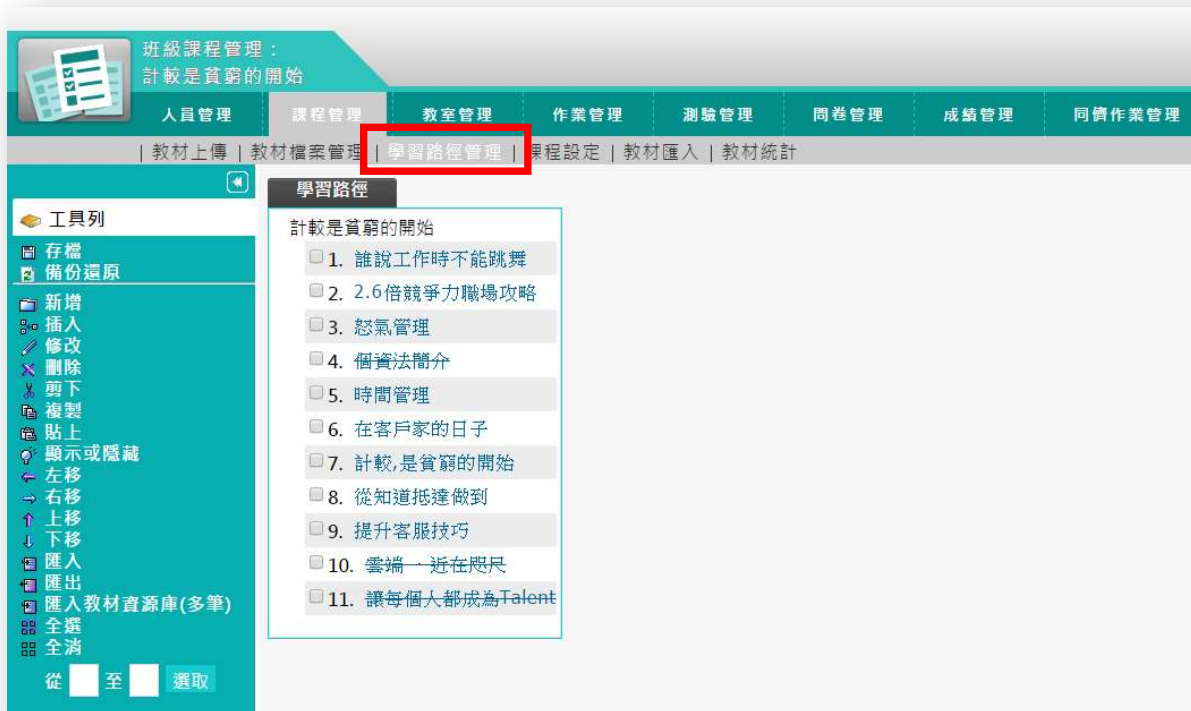 班級課程管理：
計較是貧窮的開始
人員管理 課程管理 教室管理 作業管理 測驗管理 問卷管理 成績管理 同儕作業管理
| 教材上傳 | 教材檔案管理 | 學習路徑管理 | 課程設定 | 教材匯入 | 教材統計
工具列
存檔
備份還原
新增
插入
修改
刪除
剪下
複製
貼上
顯示或隱藏
左移
右移
上移
下移
匯入
匯出
匯入教材資源庫(多筆)
全選
全消
從 至 選取
學習路徑
計較是貧窮的開始
1. 誰說工作時不能跳舞
2. 2.6倍競爭力職場攻略
3. 怒氣管理
4. 個資法簡介
5. 時間管理
6. 在客戶家的日子
7. 計較,是貧窮的開始
8. 從知道抵達做到
9. 提升客服技巧
10. 雲端，近在咫尺
11. 讓每個人都成為Talent